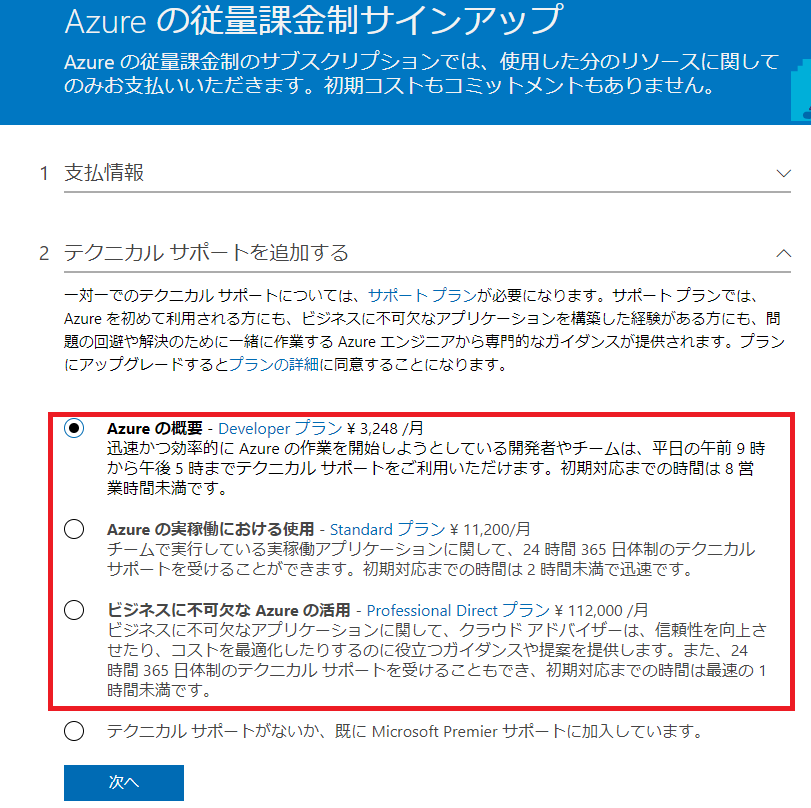 Azure の従量課金制サインアップ
Azure の従量課金制のサブスクリプションでは、使用した分のリソースに関して
のみお支払いいただきます。初期コストもコミットメントもありません。
1 支払情報
2 テクニカル サポートを追加する
一対一でのテクニカル サポートについては、サポート プランが必要になります。サポート プランでは、
Azure を初めて利用される方にも、ビジネスに不可欠なアプリケーションを構築した経験がある方にも、問
題の回避や解決のために一緒に作業する Azure エンジニアから専門的なガイダンスが提供されます。プラン
にアップグレードするとプランの詳細に同意することになります。
Azure の概要 - Developer プラン ¥ 3,248 /月
迅速かつ効率的に Azure の作業を開始しようとしている開発者やチームは、平日の午前 9 時
から午後 5 時までテクニカル サポートをご利用いただけます。初期対応までの時間は 8 営
業時間未満です。
Azure の実稼働における使用 - Standard プラン ¥ 11,200/月
チームで実行している実稼働アプリケーションに関して、24 時間 365 日体制のテクニカル
サポートを受けることができます。初期対応までの時間は 2 時間未満で迅速です。
ビジネスに不可欠な Azure の活用 - Professional Direct プラン ¥ 112,000 /月
ビジネスに不可欠なアプリケーションに関して、クラウド アドバイザーは、信頼性を向上さ
せたり、コストを最適化したりするのに役立つガイダンスや提案を提供します。また、24
時間 365 日体制のテクニカル サポートを受けることもでき、初期対応までの時間は最速の 1
時間未満です。
テクニカル サポートがないか、既に Microsoft Premier サポートに加入しています。
次へ